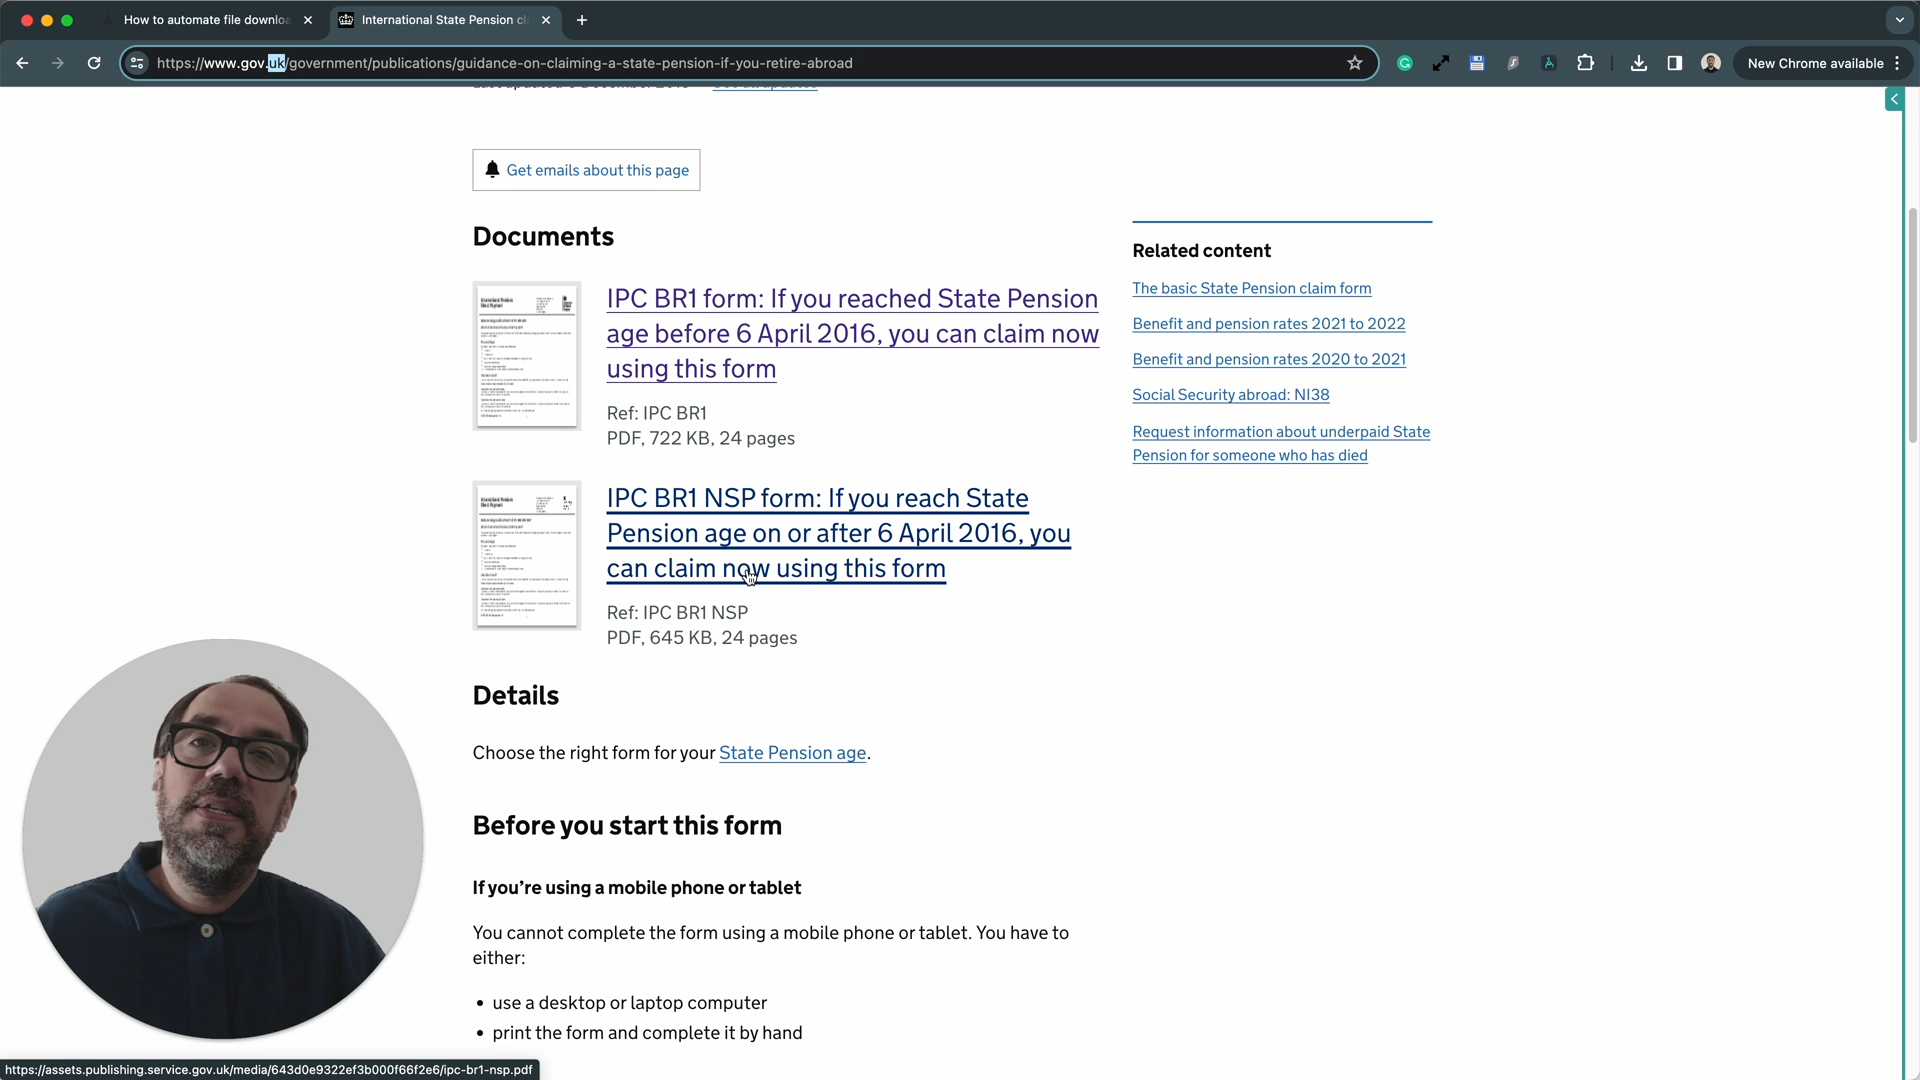 How to automate file downlo
International State Pension cl
https://www.gov.uk/government/publications/guidance-on-claiming-a-state-pension-if-you-retire-abroad
New Chrome available
Get emails about this page
Documents
IPC BR1 form: If you reached State Pension
age before 6 April 2016, you can claim now
using this form
Ref: IPC BR1
PDF, 722 KB, 24 pages
IPC BR1 NSP form: If you reach State
Pension age on or after 6 April 2016, you
can claim now using this form
Ref: IPC BR1 NSP
PDF, 645 KB, 24 pages
Related content
The basic State Pension claim form
Benefit and pension rates 2021 to 2022
Benefit and pension rates 2020 to 2021
Social Security abroad: NI38
Request information about underpaid State
Pension for someone who has died
Details
Choose the right form for your State Pension age.
Before you start this form
If you’re using a mobile phone or tablet
You cannot complete the form using a mobile phone or tablet. You have to
either:
• use a desktop or laptop computer
• print the form and complete it by hand
https://assets.publishing.service.gov.uk/media/643d0e9322ef3b000f66f2e6/ipc-br1-nsp.pdf